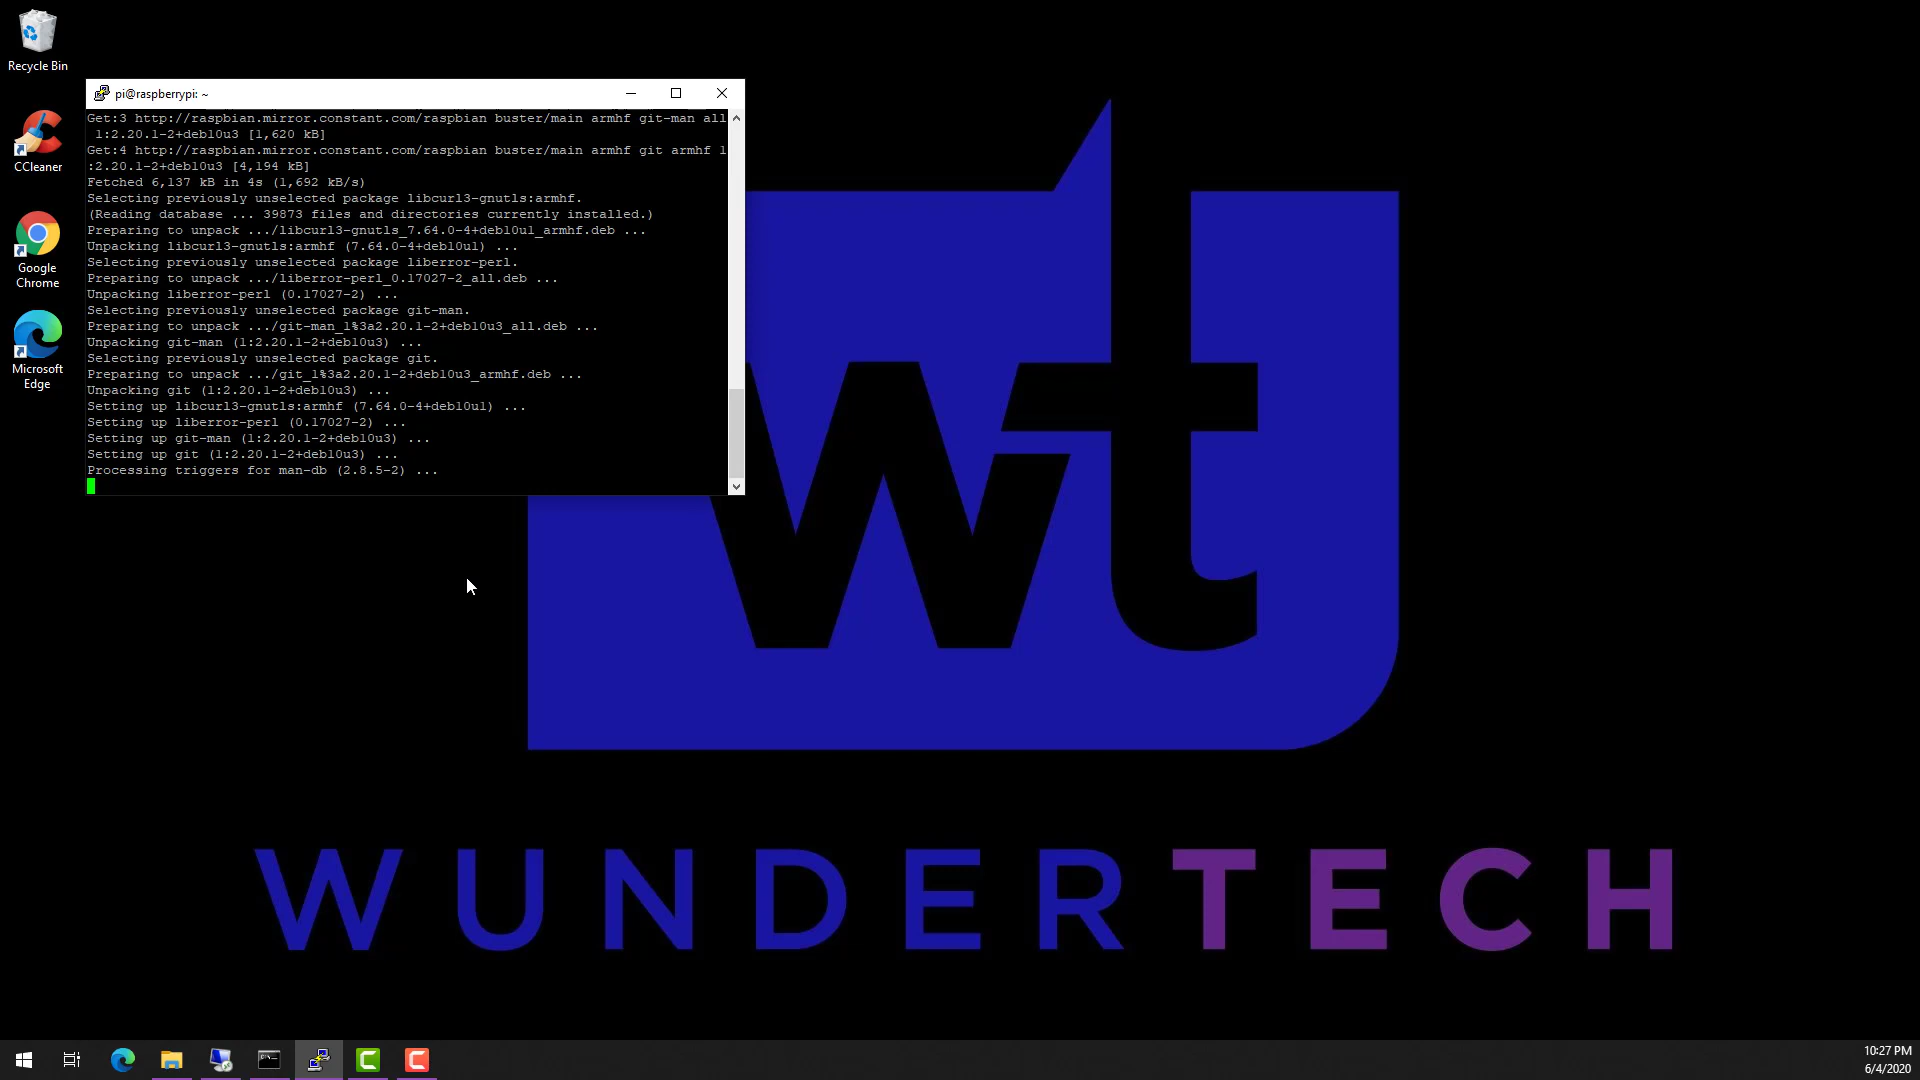 Recycle Bin
CCleaner
Google
Chrome
Microsoft
Edge
pi@raspberrypi: ~
Get:3 http://raspbian.mirror.constant.com/raspbian buster/main armhf git-man all
1:2.20.1-2+deb10u3 [1,620 kB]
Get:4 http://raspbian.mirror.constant.com/raspbian buster/main armhf git armhf 1
:2.20.1-2+deb10u3 [4,194 kB]
Fetched 6,137 kB in 4s (1,692 kB/s)
Selecting previously unselected package libcurl3-gnutls:armhf.
(Reading database ... 39873 files and directories currently installed.)
Preparing to unpack .../libcurl3-gnutls_7.64.0-4+deb10u1_armhf.deb ...
Unpacking libcurl3-gnutls:armhf (7.64.0-4+deb10u1) ...
Selecting previously unselected package liberror-perl.
Preparing to unpack .../liberror-perl_0.17027-2_all.deb ...
Unpacking liberror-perl (0.17027-2) ...
Selecting previously unselected package git-man.
Preparing to unpack .../git-man_1%3a2.20.1-2+deb10u3_all.deb ...
Unpacking git-man (1:2.20.1-2+deb10u3) ...
Selecting previously unselected package git.
Preparing to unpack .../git_1%3a2.20.1-2+deb10u3_armhf.deb ...
Unpacking git (1:2.20.1-2+deb10u3) ...
Setting up libcurl3-gnutls:armhf (7.64.0-4+deb10u1) ...
Setting up liberror-perl (0.17027-2) ...
Setting up git-man (1:2.20.1-2+deb10u3) ...
Setting up git (1:2.20.1-2+deb10u3) ...
Processing triggers for man-db (2.8.5-2) ...
wt
WUNDERTECH
10:27 PM
6/4/2020